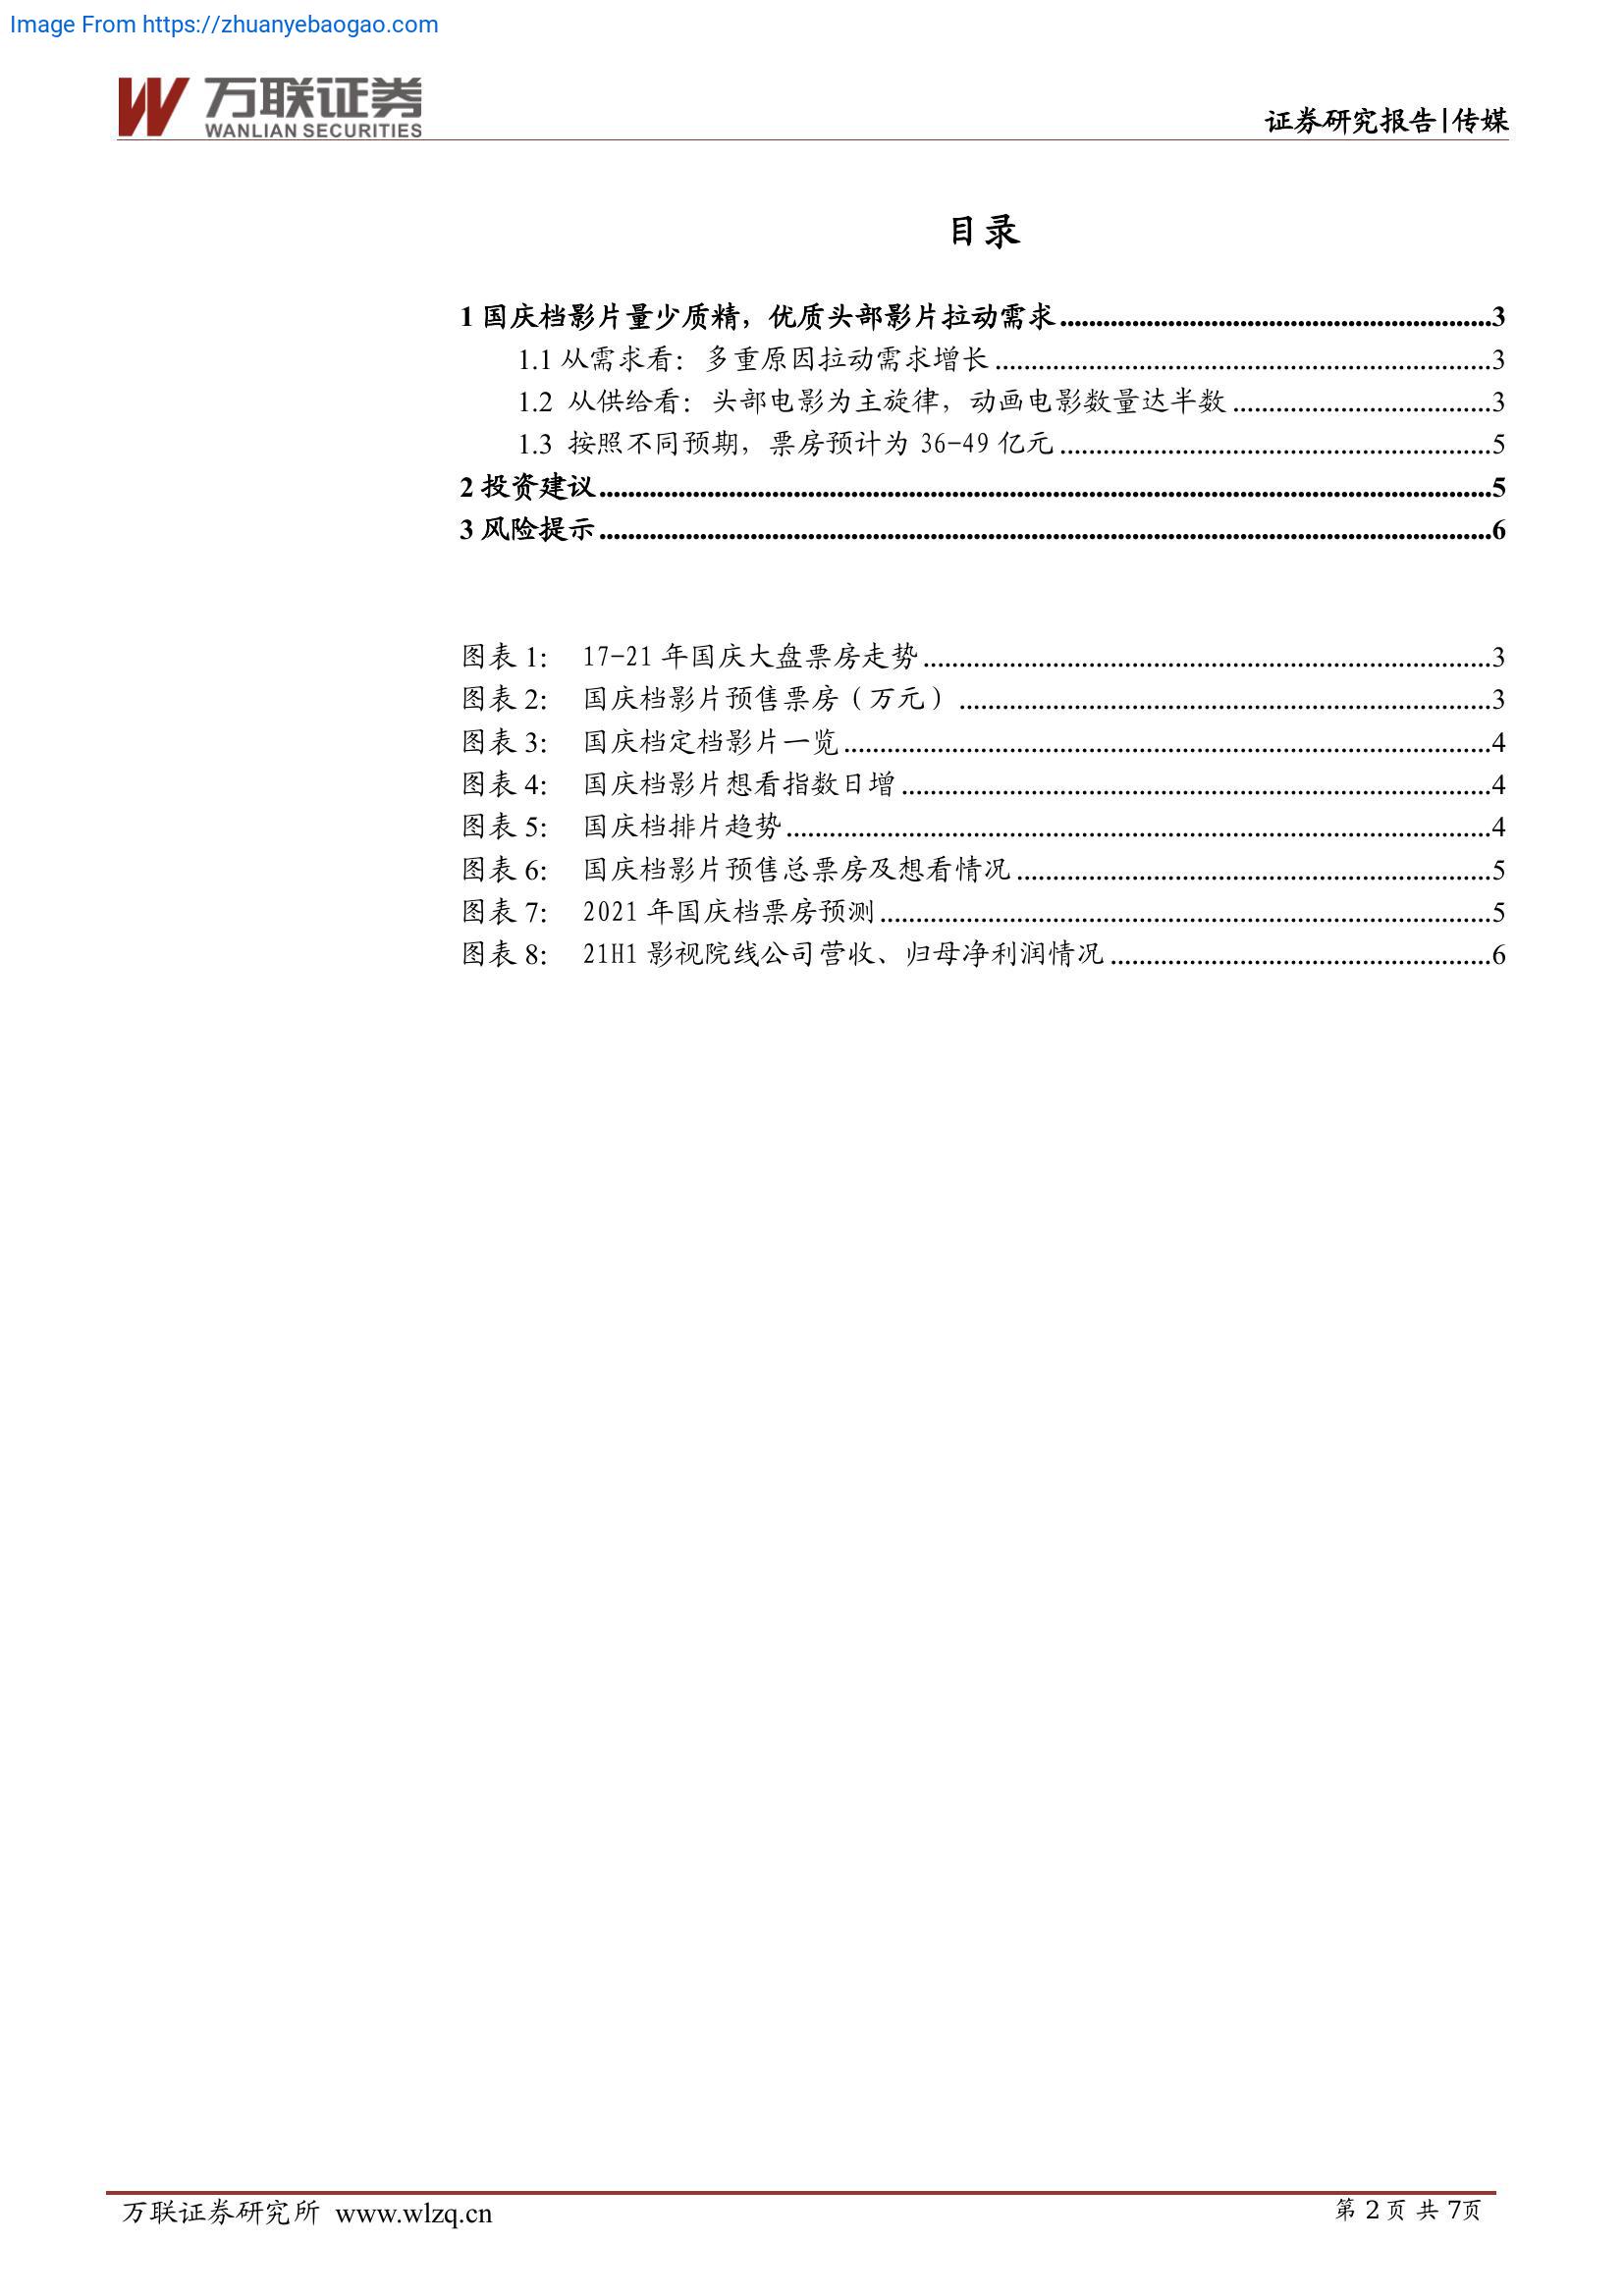 Image From https://zhuanyebaogao.com
万联证券
WANLIAN SECURITIES
证券研究报告|传媒
目录
1 国庆档影片量少质精，优质头部影片拉动需求..........3
1.1 从需求看：多重原因拉动需求增长..........3
1.2 从供给看：头部电影为主旋律，动画电影数量达半数..........3
1.3 按照不同预期，票房预计为 36-49 亿元..........5
2 投资建议..........5
3 风险提示..........6
图表 1： 17-21 年国庆大盘票房走势..........3
图表 2： 国庆档影片预售票房（万元）..........3
图表 3： 国庆档定档影片一览..........4
图表 4： 国庆档影片想看指数日增..........4
图表 5： 国庆档排片趋势..........4
图表 6： 国庆档影片预售总票房及想看情况..........5
图表 7： 2021 年国庆档票房预测..........5
图表 8： 21H1 影视院线公司营收、归母净利润情况..........6
万联证券研究所 www.wlzq.cn
第 2 页 共 7 页